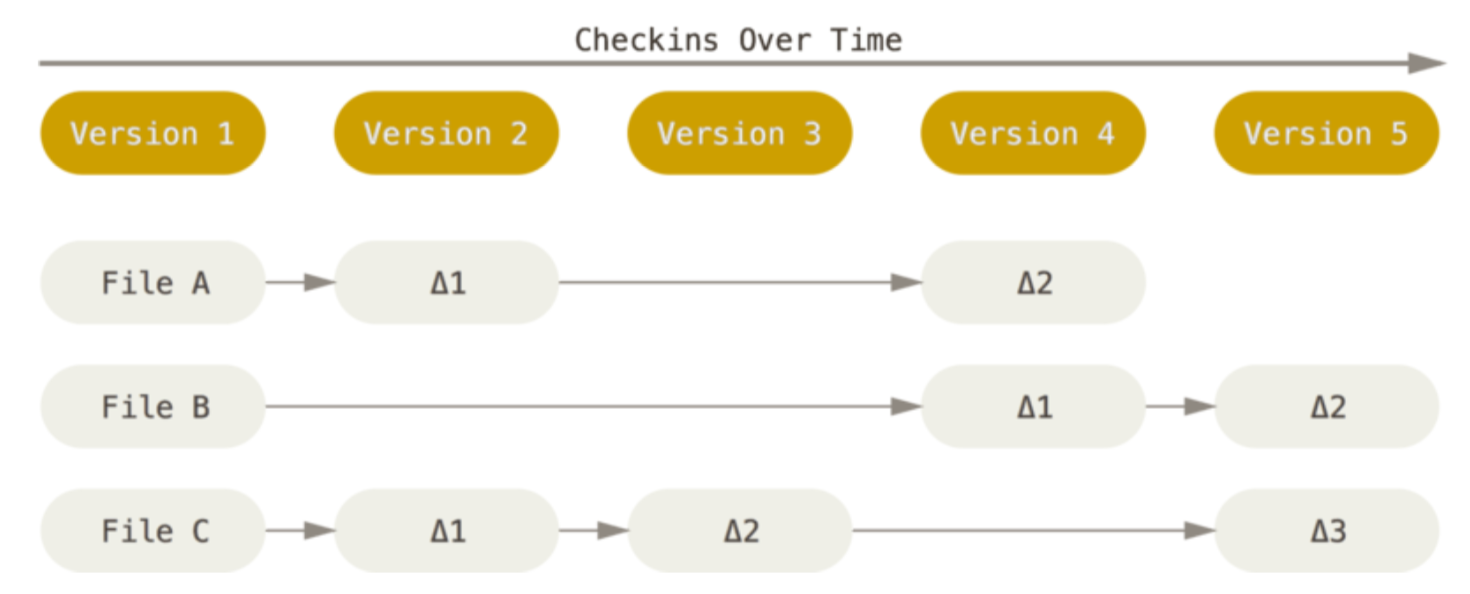 Checkins Over Time
Version 1 Version 2 Version 3 Version 4 Version 5
File A Δ1 Δ2
File B Δ1 Δ2
File C Δ1 Δ2 Δ3